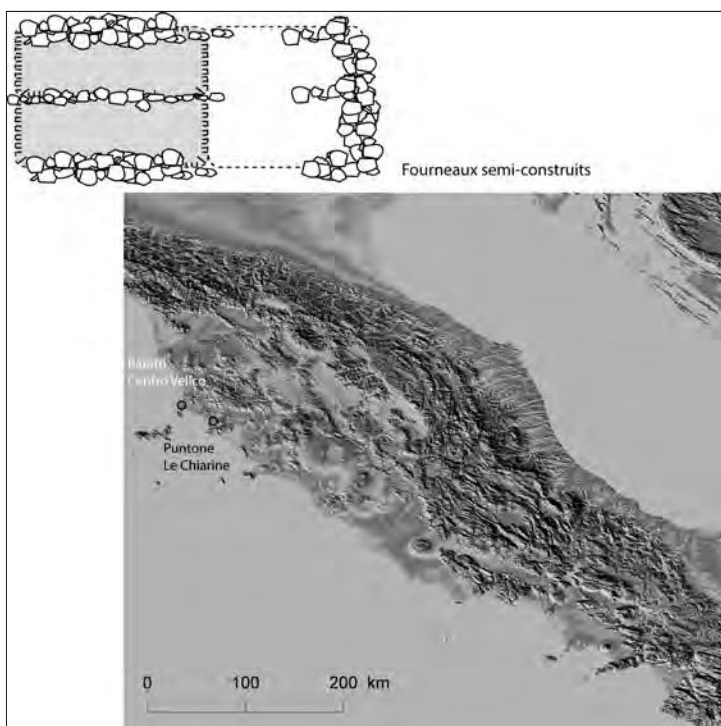 Fourneaux semi-construits
Baratti
Centro Velico
Puntone
Le Chiarine
0 100 200 km